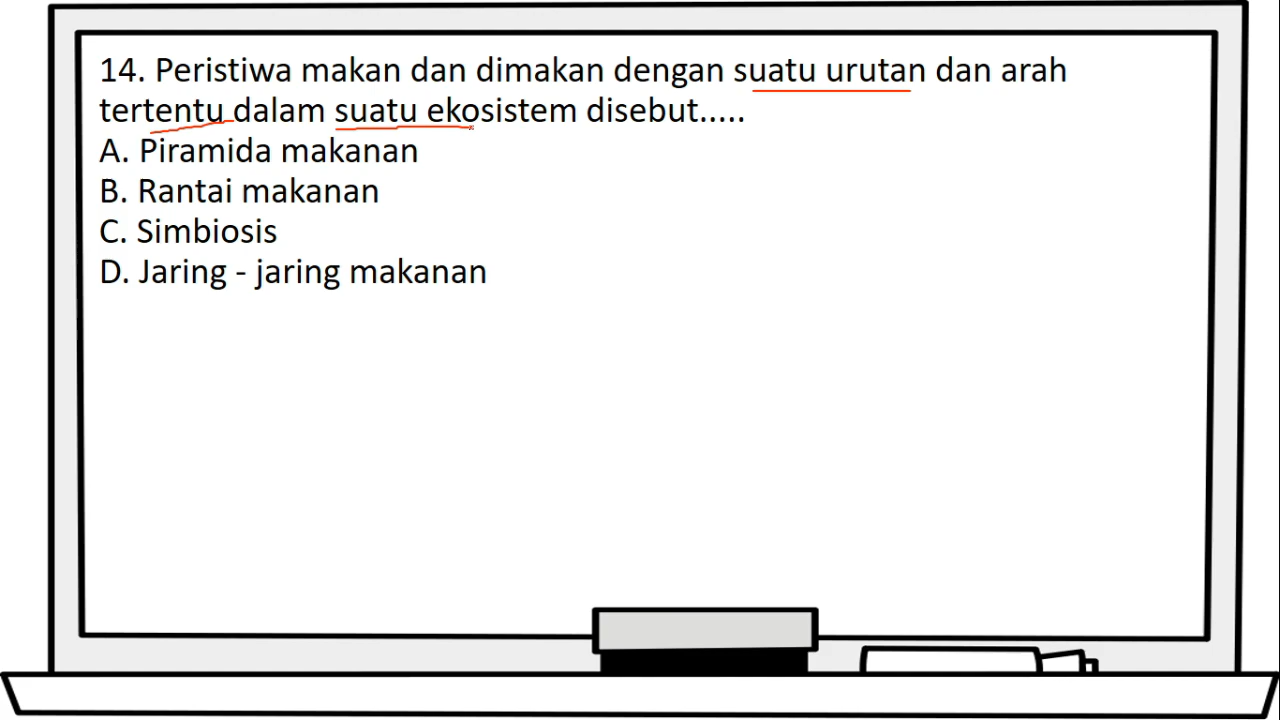 14. Peristiwa makan dan dimakan dengan suatu urutan dan arah
tertentu dalam suatu ekosistem disebut.....
A. Piramida makanan
B. Rantai makanan
C. Simbiosis
D. Jaring - jaring makanan